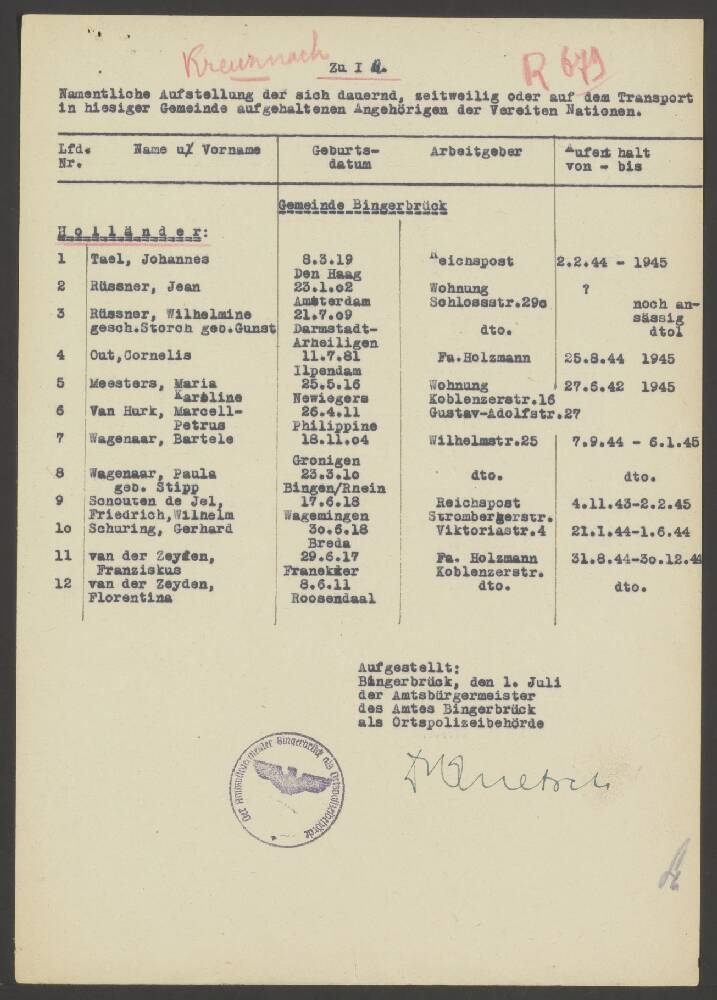 Kreuznach
Zu I
R 679
Namentliche Aufstellung der sich dauernd, zeitweilig oder auf dem Transport
in hiesiger Gemeinde aufgehaltenen Angehörigen der Vereiten Nationen.
Lfd. Name u/ Vorname Geburts- Arbeitgeber Aufent halt
Nr. datum von - bis
Gemeinde Bingerbrück
Holländer:
1 Tael, Johannes 8.3.19 Reichspost 2.2.44 - 1945
Den Haag
2 Rüssner, Jean 23.1.02 Wohnung ?
Amsterdam Schlossstr.29c noch an-
3 Rüssner, Wilhelmine 21.7.09 sässig
gesch.Storch geb.Gunst Darmstadt- dto. dtol
Arheiligen
4 Out,Cornelis 11.7.81 Fa.Holzmann 25.8.44 1945
Ilpendam
5 Meesters, Maria 25.5.16 Wohnung 27.6.42 1945
Karoline Newiegers Koblenzerstr.16
6 Van Hurk, Marcell- 26.4.11 Gustav-Adolfstr.27
Petrus Philippine
7 Wagenaar, Bartele 18.11.04 Wilhelmstr.25 7.9.44 - 6.1.45
Gronigen
8 Wagenaar, Paula 23.3.10 dto. dto.
geb. Stipp Bingen/Rhein
9 Schouten de Jel, 17.6.18 Reichspost 4.11.43-2.2.45
Friedrich,Wilhelm Wagemingen Strombergerstr.
10 Schuring, Gerhard 30.6.18 Viktoriastr.4 21.1.44-1.6.44
Breda
11 van der Zeyden, 29.6.17 Fa. Holzmann 31.8.44-30.12.44
Franziskus Franekker Koblenzerstr.
12 van der Zeyden, 8.6.11 dto. dto.
Florentina Roosendaal
Aufgestellt:
Bingerbrück, den 1. Juli
der Amtsbürgermeister
des Amtes Bingerbrück
als Ortspolizeibehörde
Der Amtsbürgermeister Bingerbrück als Ortspolizeibehörde